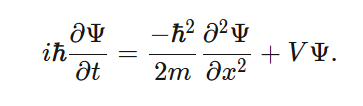 iℏ ∂Ψ/∂t = −ℏ²/2m ∂²Ψ/∂x² + VΨ.